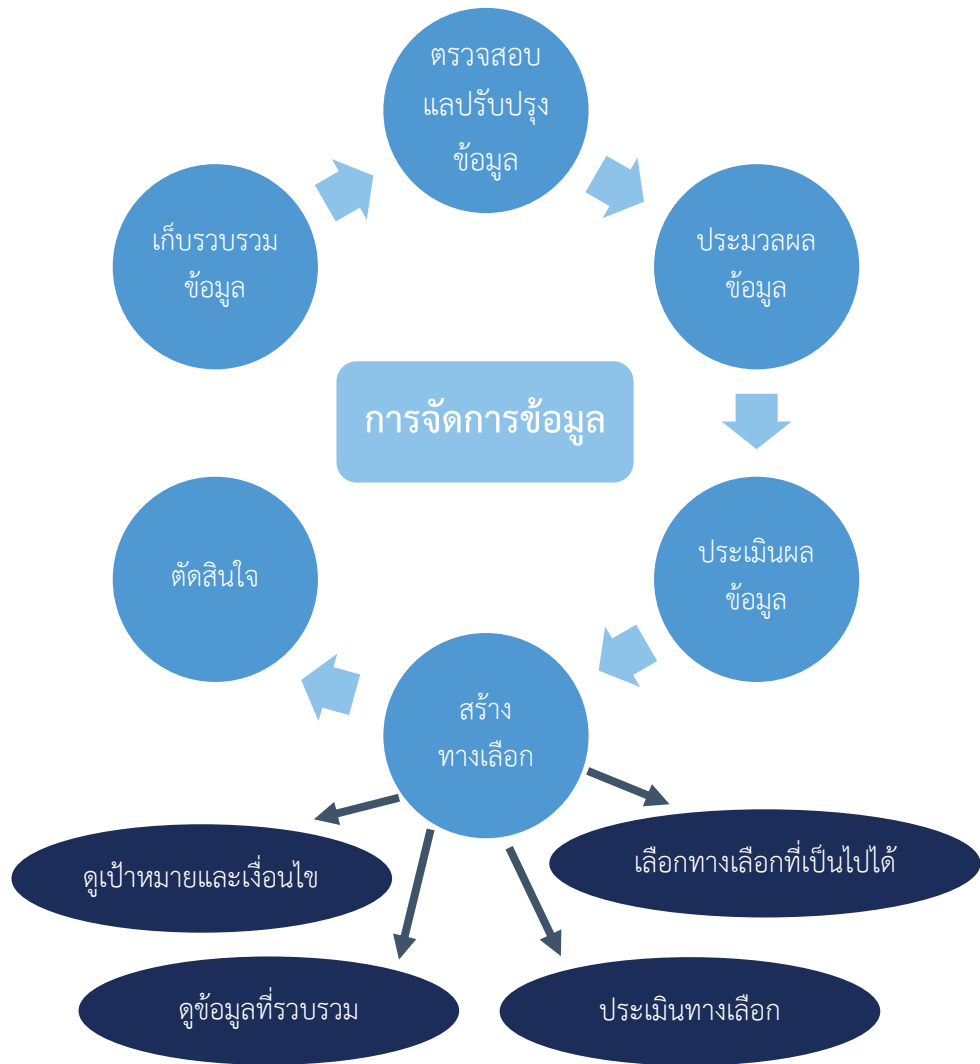 ตรวจสอบ
แลปรับปรุง
ข้อมูล
เก็บรวบรวม
ข้อมูล
ประมวลผล
ข้อมูล
การจัดการข้อมูล
ตัดสินใจ
ประเมินผล
ข้อมูล
สร้าง
ทางเลือก
ดูเป้าหมายและเงื่อนไข
เลือกทางเลือกที่เป็นไปได้
ดูข้อมูลที่รวบรวม
ประเมินทางเลือก